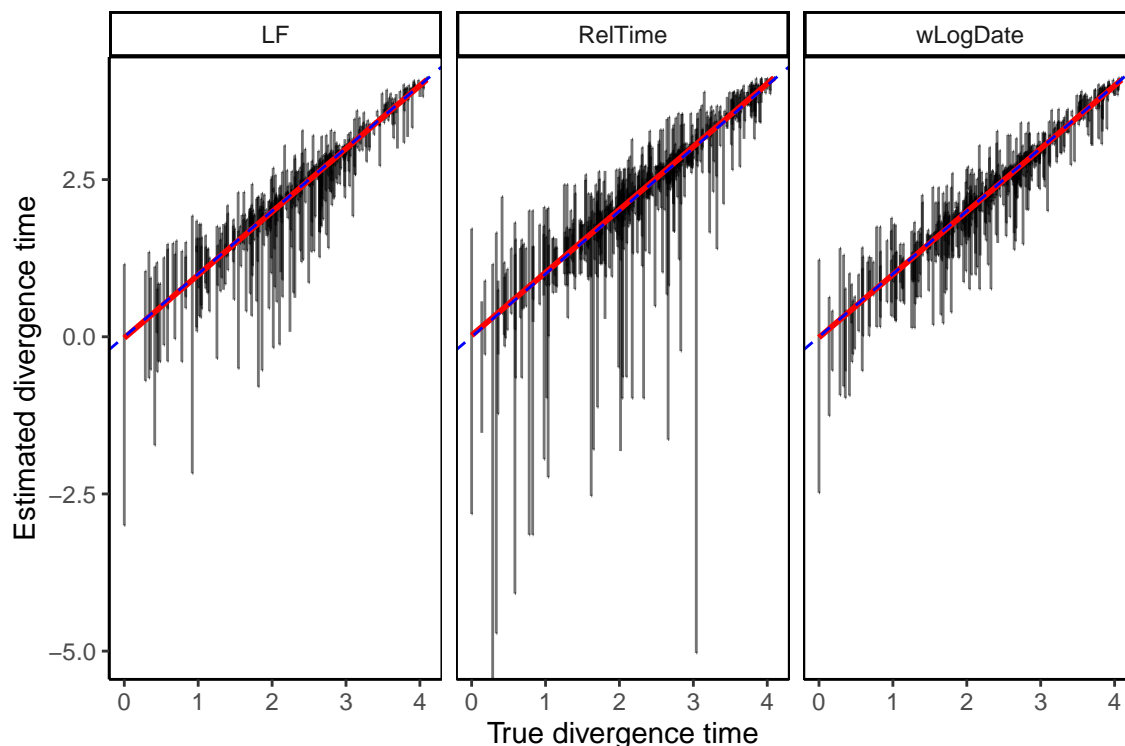 LF RelTime wLogDate
Estimated divergence time
2.5
0.0
−2.5
−5.0
0 1 2 3 4 0 1 2 3 4 0 1 2 3 4
True divergence time